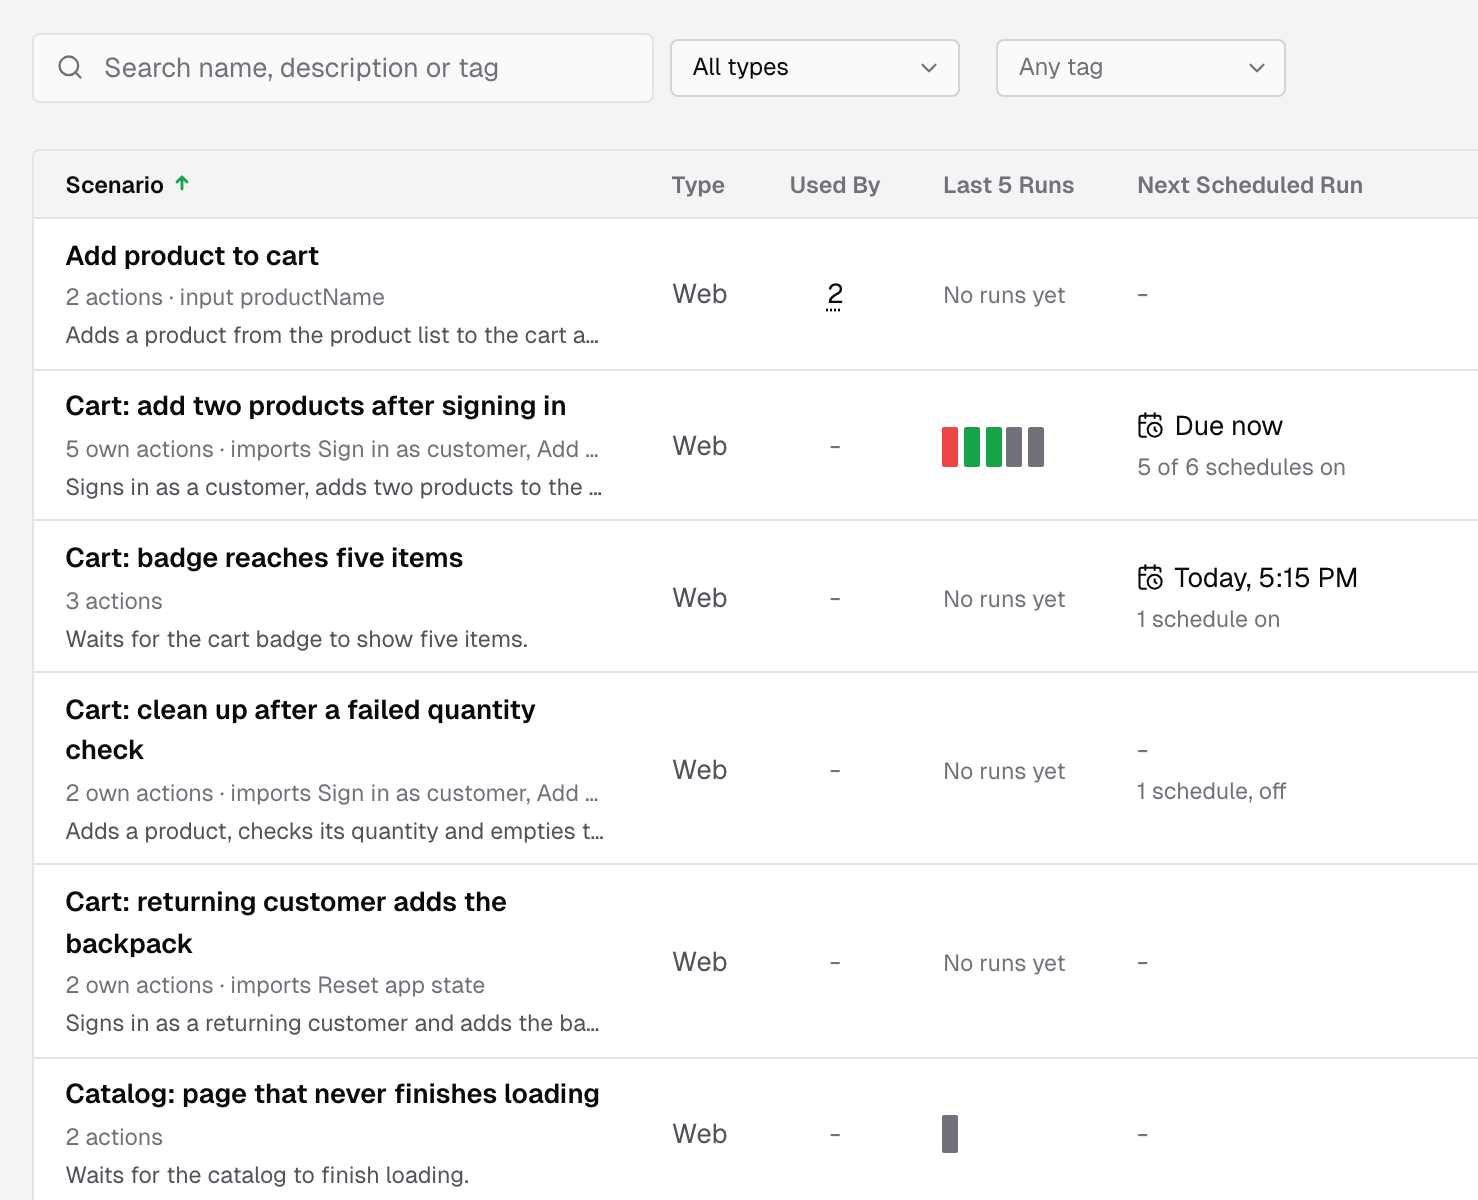 Search name, description or tag
All types
Any tag
Scenario Type Used By Last 5 Runs Next Scheduled Run
Add product to cart
2 actions · input productName
Adds a product from the product list to the cart a...
Web 2 No runs yet -
Cart: add two products after signing in
5 own actions · imports Sign in as customer, Add ...
Signs in as a customer, adds two products to the ...
Web - Due now
5 of 6 schedules on
Cart: badge reaches five items
3 actions
Waits for the cart badge to show five items.
Web - No runs yet Today, 5:15 PM
1 schedule on
Cart: clean up after a failed quantity
check
2 own actions · imports Sign in as customer, Add ...
Adds a product, checks its quantity and empties t...
Web - No runs yet -
1 schedule, off
Cart: returning customer adds the
backpack
2 own actions · imports Reset app state
Signs in as a returning customer and adds the ba...
Web - No runs yet -
Catalog: page that never finishes loading
2 actions
Waits for the catalog to finish loading.
Web - -